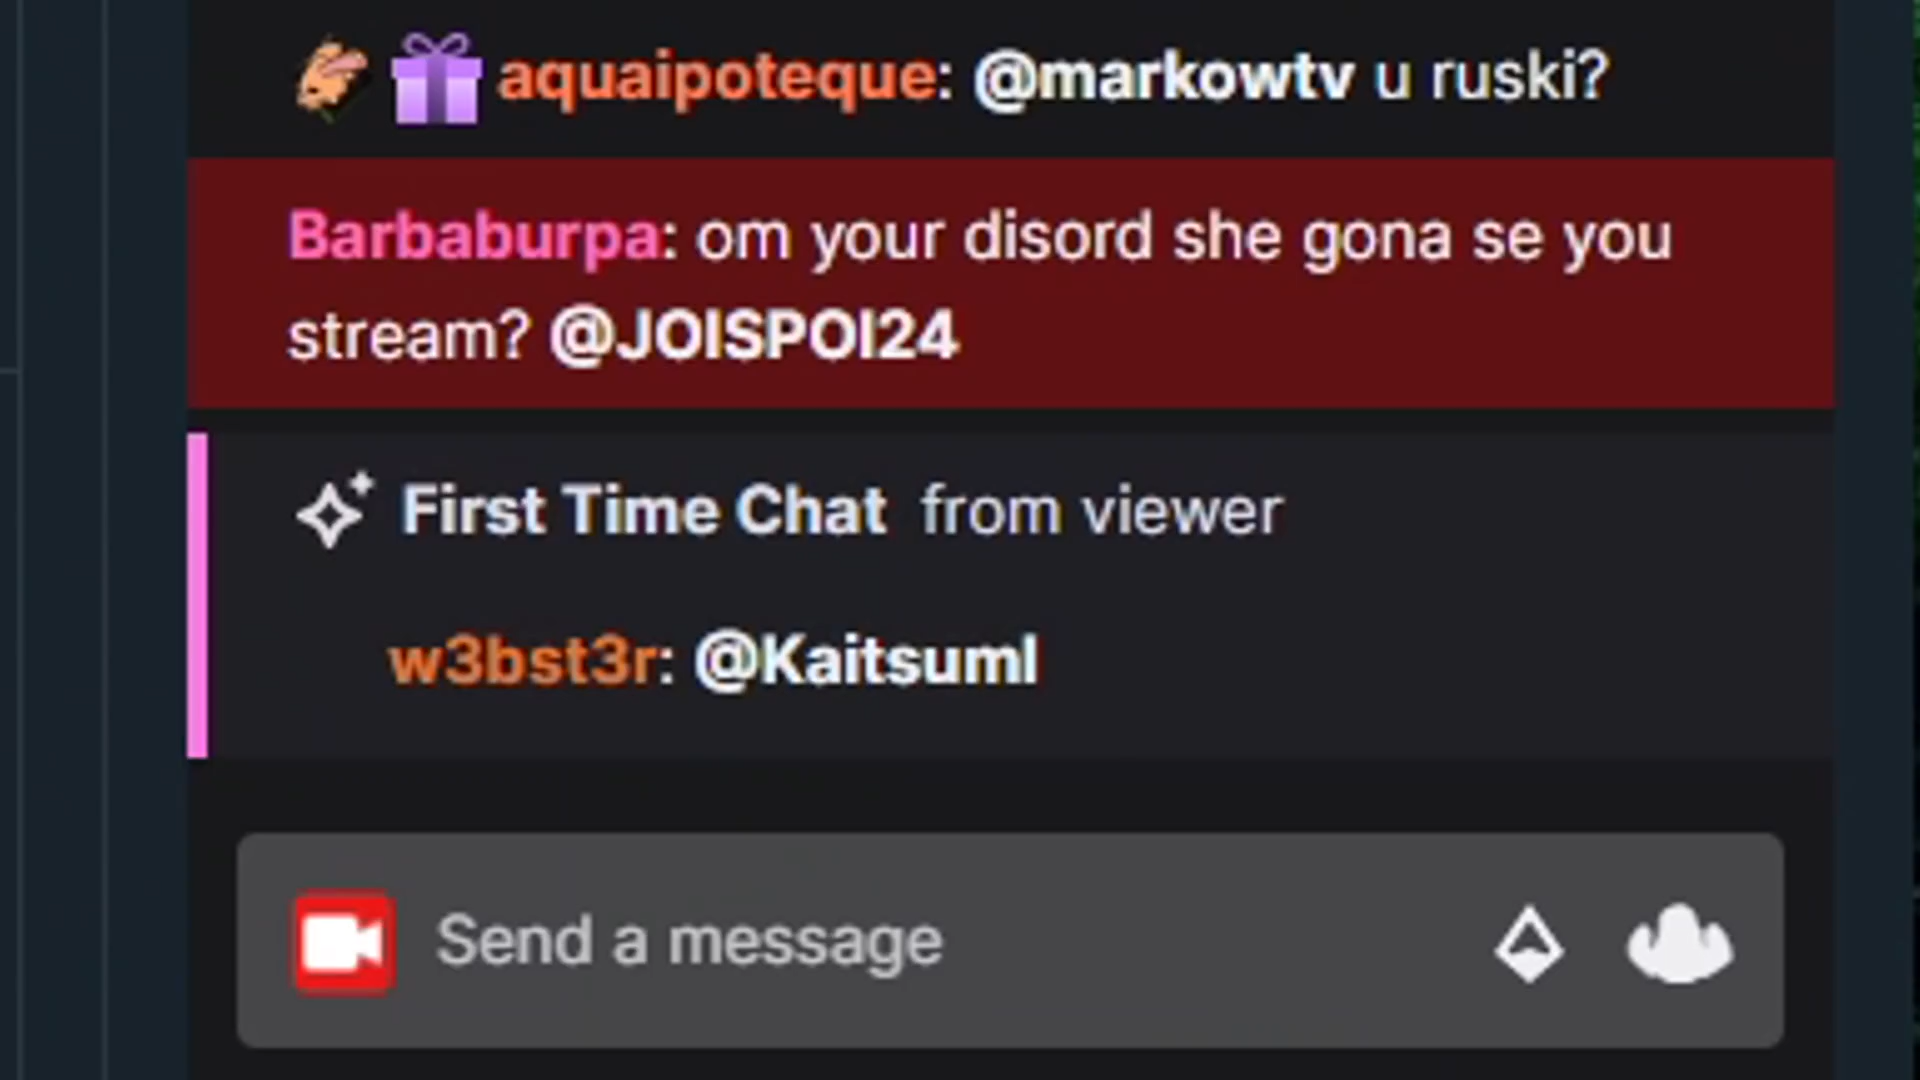 aquaipoteque: @markowtv u ruski?
Barbaburpa: om your disord she gona se you
stream? @JOISPOI24
First Time Chat from viewer
w3bst3r: @Kaitsuml
Send a message